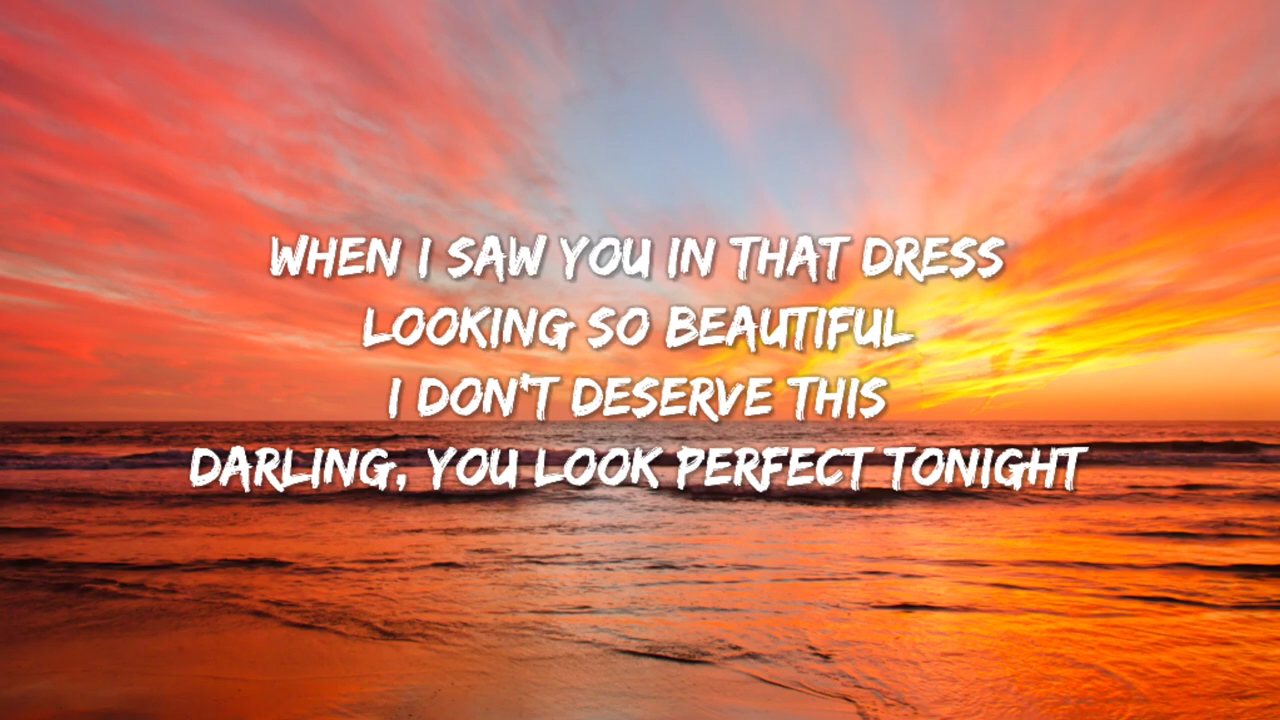 WHEN I SAW YOU IN THAT DRESS
LOOKING SO BEAUTIFUL
I DON'T DESERVE THIS
DARLING, YOU LOOK PERFECT TONIGHT